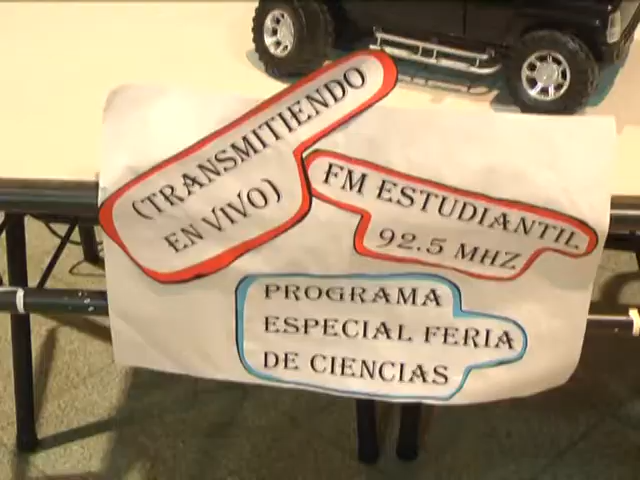 (TRANSMITIENDO
EN VIVO)
FM ESTUDIANTIL
92.5 MHZ
PROGRAMA
ESPECIAL FERIA
DE CIENCIAS